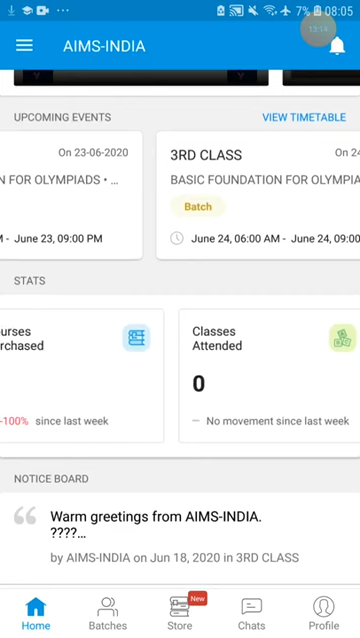 7% 08:05
13:14
AIMS-INDIA
UPCOMING EVENTS
VIEW TIMETABLE
On 23-06-2020
N FOR OLYMPIADS • ...
M - June 23, 09:00 PM
3RD CLASS
On 24
BASIC FOUNDATION FOR OLYMPIA
Batch
June 24, 06:00 AM - June 24, 09:00
STATS
urses
rchased
-100% since last week
Classes
Attended
0
– No movement since last week
NOTICE BOARD
Warm greetings from AIMS-INDIA.
????...
by AIMS-INDIA on Jun 18, 2020 in 3RD CLASS
New
Home
Batches
Store
Chats
Profile